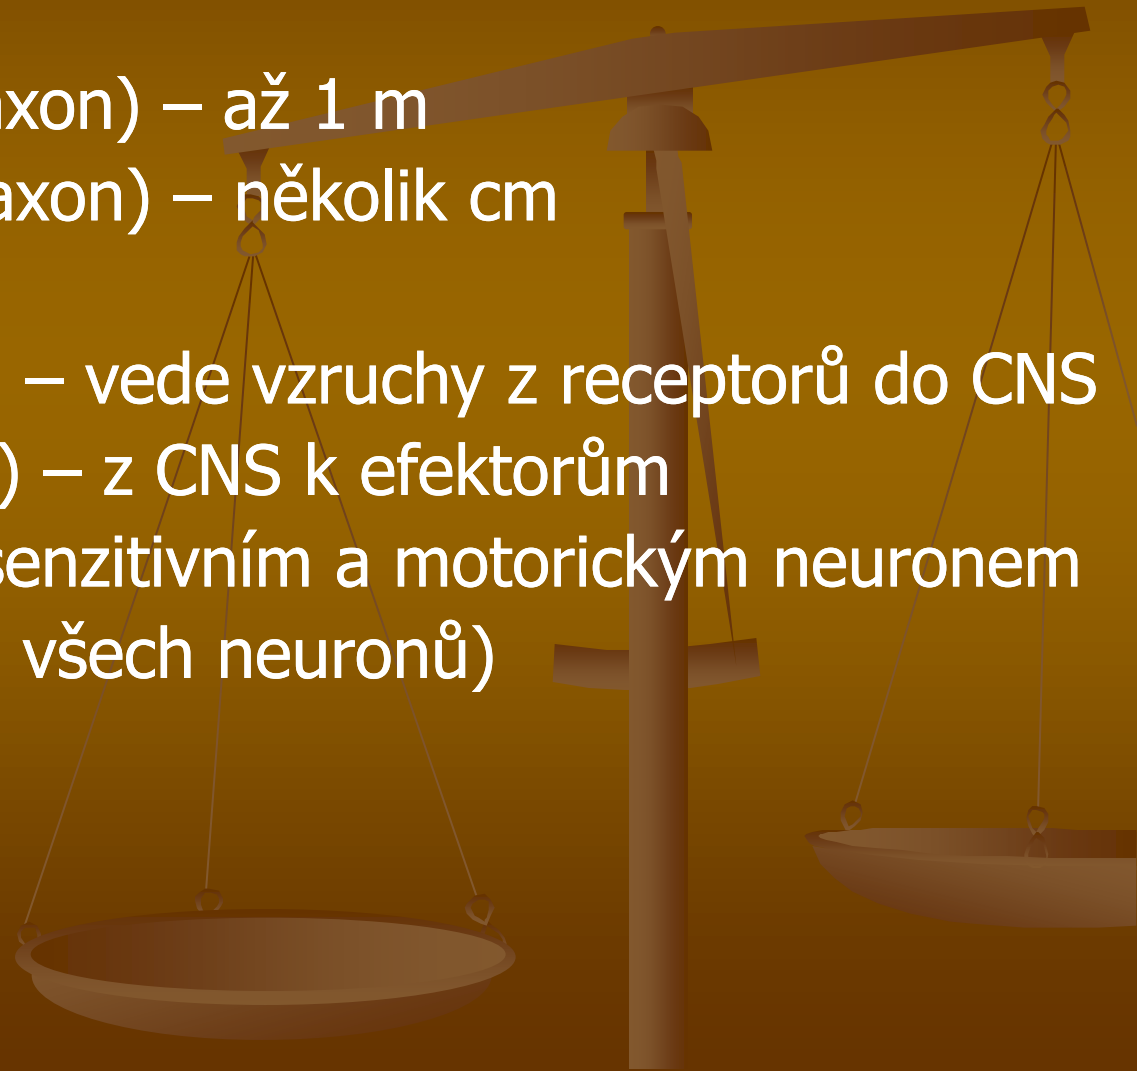 axon) – až 1 m
axon) – několik cm
– vede vzruchy z receptorů do CNS
) – z CNS k efektorům
senzitivním a motorickým neuronem
všech neuronů)